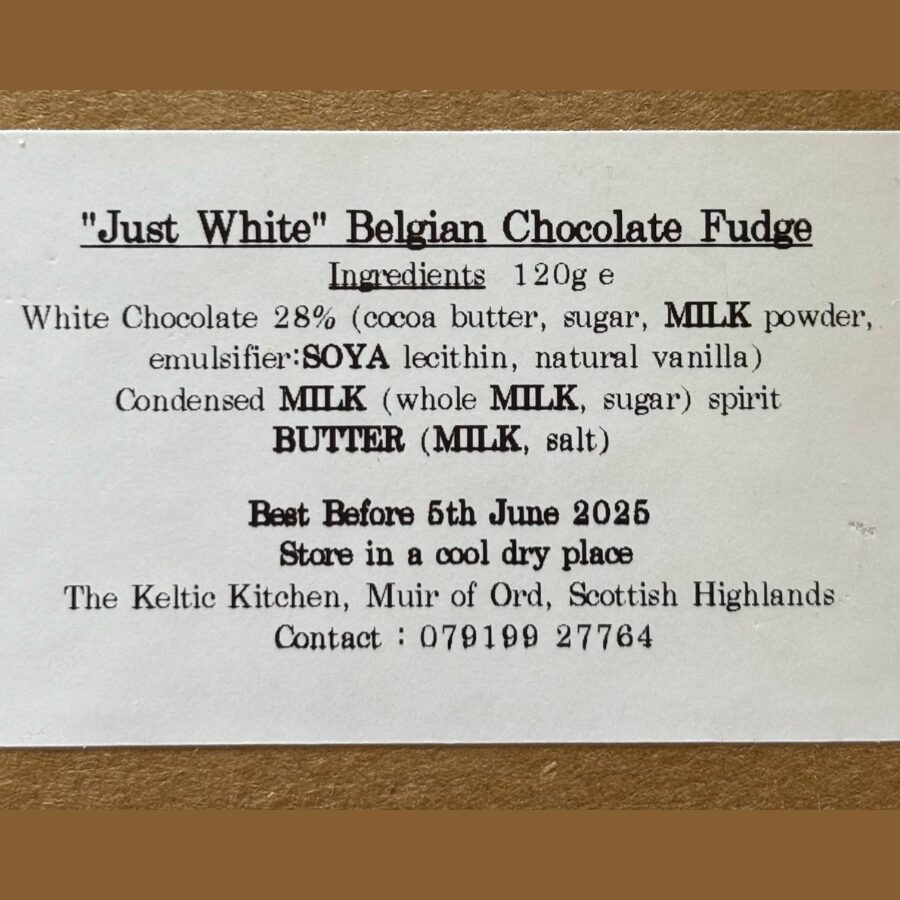 "Just White" Belgian Chocolate Fudge
Ingredients 120g e
White Chocolate 28% (cocoa butter, sugar, MILK powder,
emulsifier:SOYA lecithin, natural vanilla)
Condensed MILK (whole MILK, sugar) spirit
BUTTER (MILK, salt)
Best Before 5th June 2025
Store in a cool dry place
The Keltic Kitchen, Muir of Ord, Scottish Highlands
Contact : 079199 27764